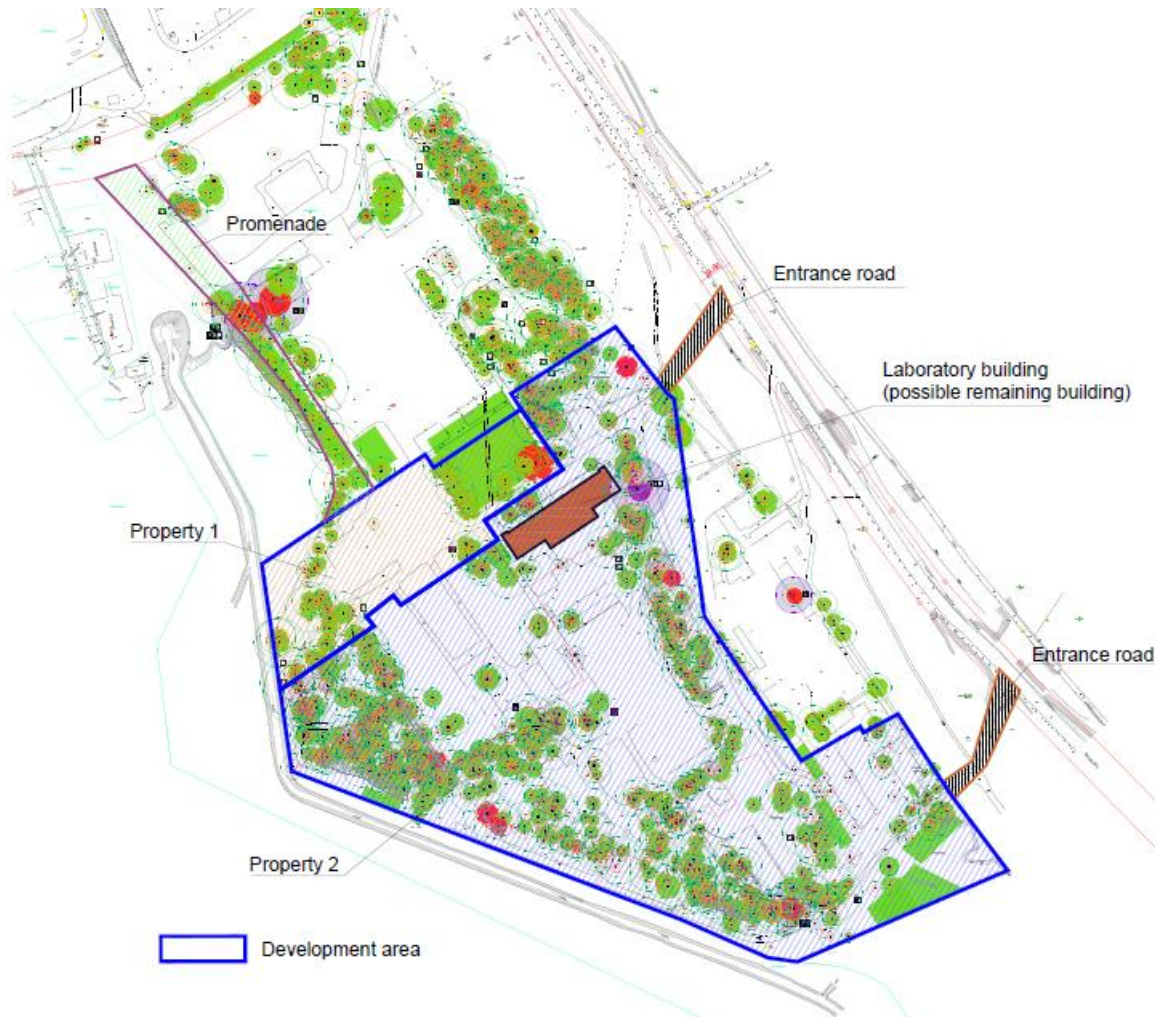 Promenade
Entrance road
Laboratory building
(possible remaining building)
Property 1
Entrance road
Property 2
Development area